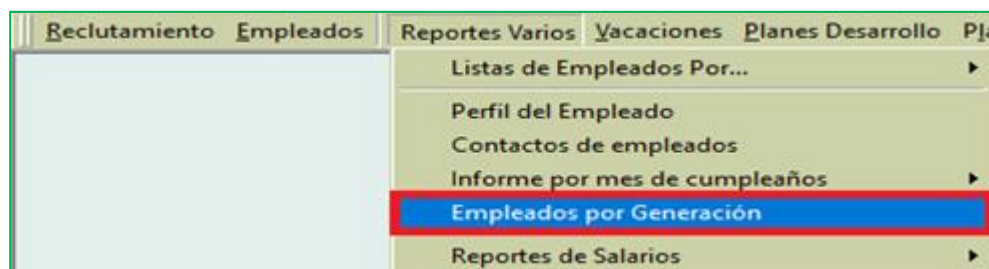 Reclutamiento Empleados Reportes Varios Vacaciones Planes Desarrollo
Listas de Empleados Por...
Perfil del Empleado
Contactos de empleados
Informe por mes de cumpleaños
Empleados por Generación
Reportes de Salarios